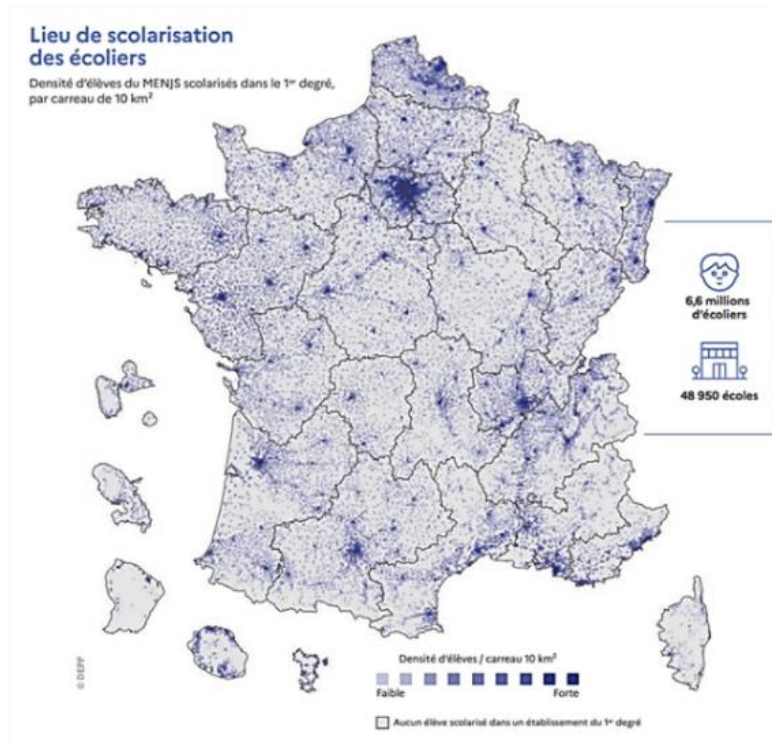 Lieu de scolarisation
des écoliers
Densité d'élèves du MENJS scolarisés dans le 1er degré,
par carreau de 10 km²
6,6 millions
d'écoliers
48 950 écoles
© DEPP
Densité d'élèves / carreau 10 km²
Faible Forte
Aucun élève scolarisé dans un établissement du 1er degré